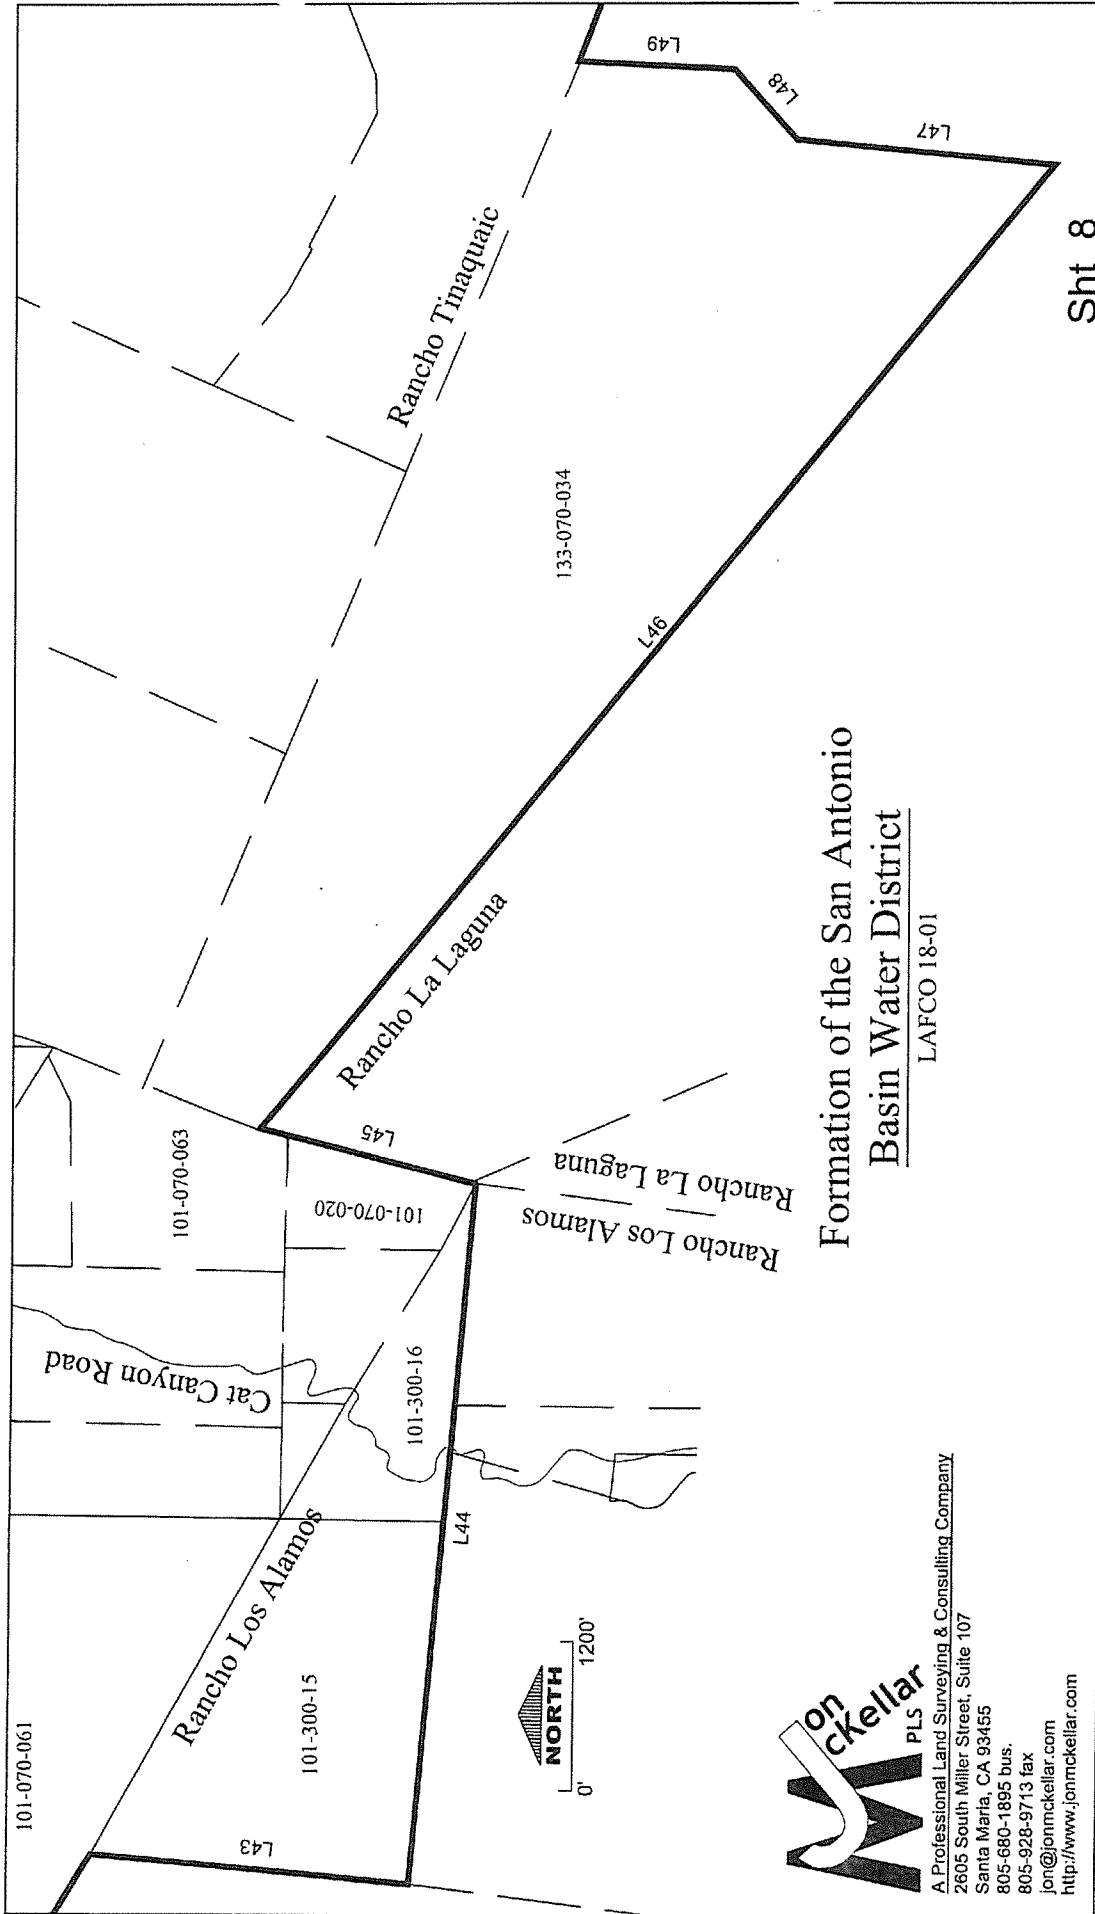 101-070-061
Rancho Los Alamos
101-300-15
L43
L44
Cat Canyon Road
101-070-063
101-070-020
101-300-16
L45
Rancho La Laguna
Rancho Los Alamos
Rancho La Laguna
Rancho Tinaquaic
133-070-034
L46
L47
L48
L49
NORTH
0' 1200'
Formation of the San Antonio
Basin Water District
LAFCO 18-01
Jon
McKellar
PLS
A Professional Land Surveying & Consulting Company
2605 South Miller Street, Suite 107
Santa Maria, CA 93455
805-680-1895 bus.
805-928-9713 fax
jon@jonmckellar.com
http://www.jonmckellar.com
Sht 8